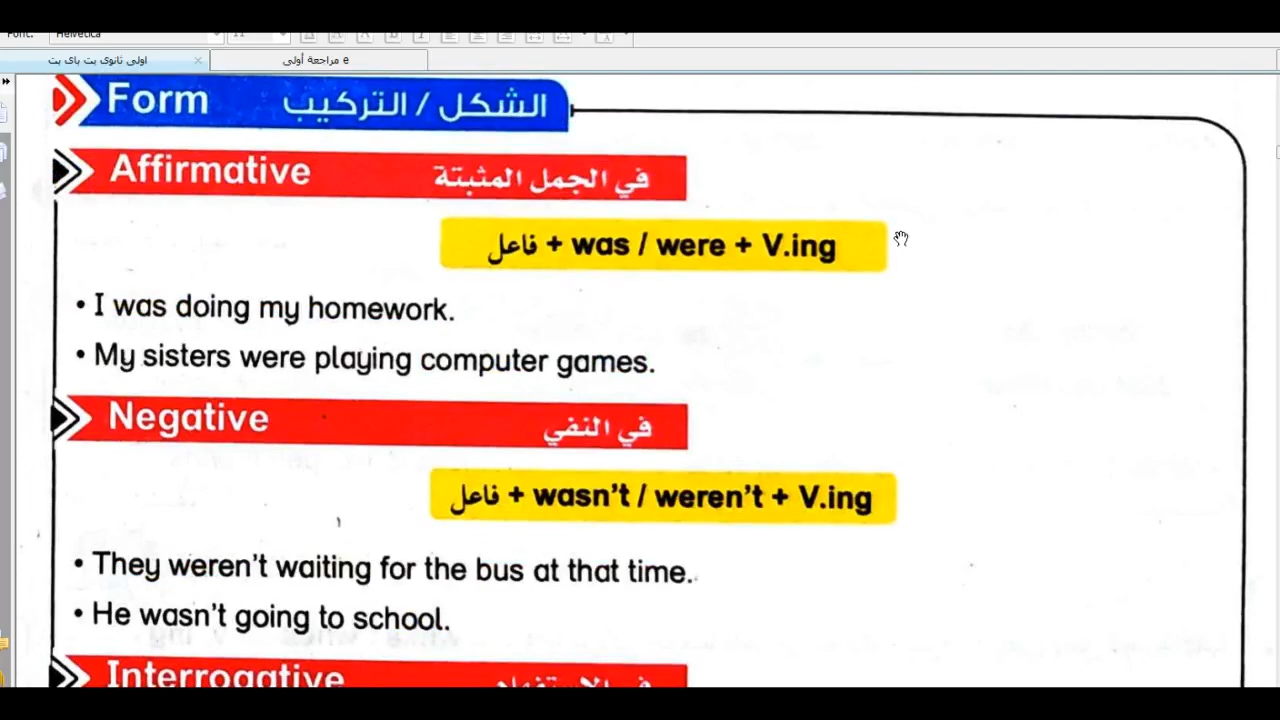 Font:
Helvetica
اولى ثانوى بت باى بت ×
مراجعة أولى e
Form الشكل / التركيب
Affirmative في الجمل المثبتة
فاعل + was / were + V.ing
• I was doing my homework.
• My sisters were playing computer games.
Negative في النفي
فاعل + wasn't / weren't + V.ing
• They weren't waiting for the bus at that time.
• He wasn't going to school.
Interrogative في الاستفهام